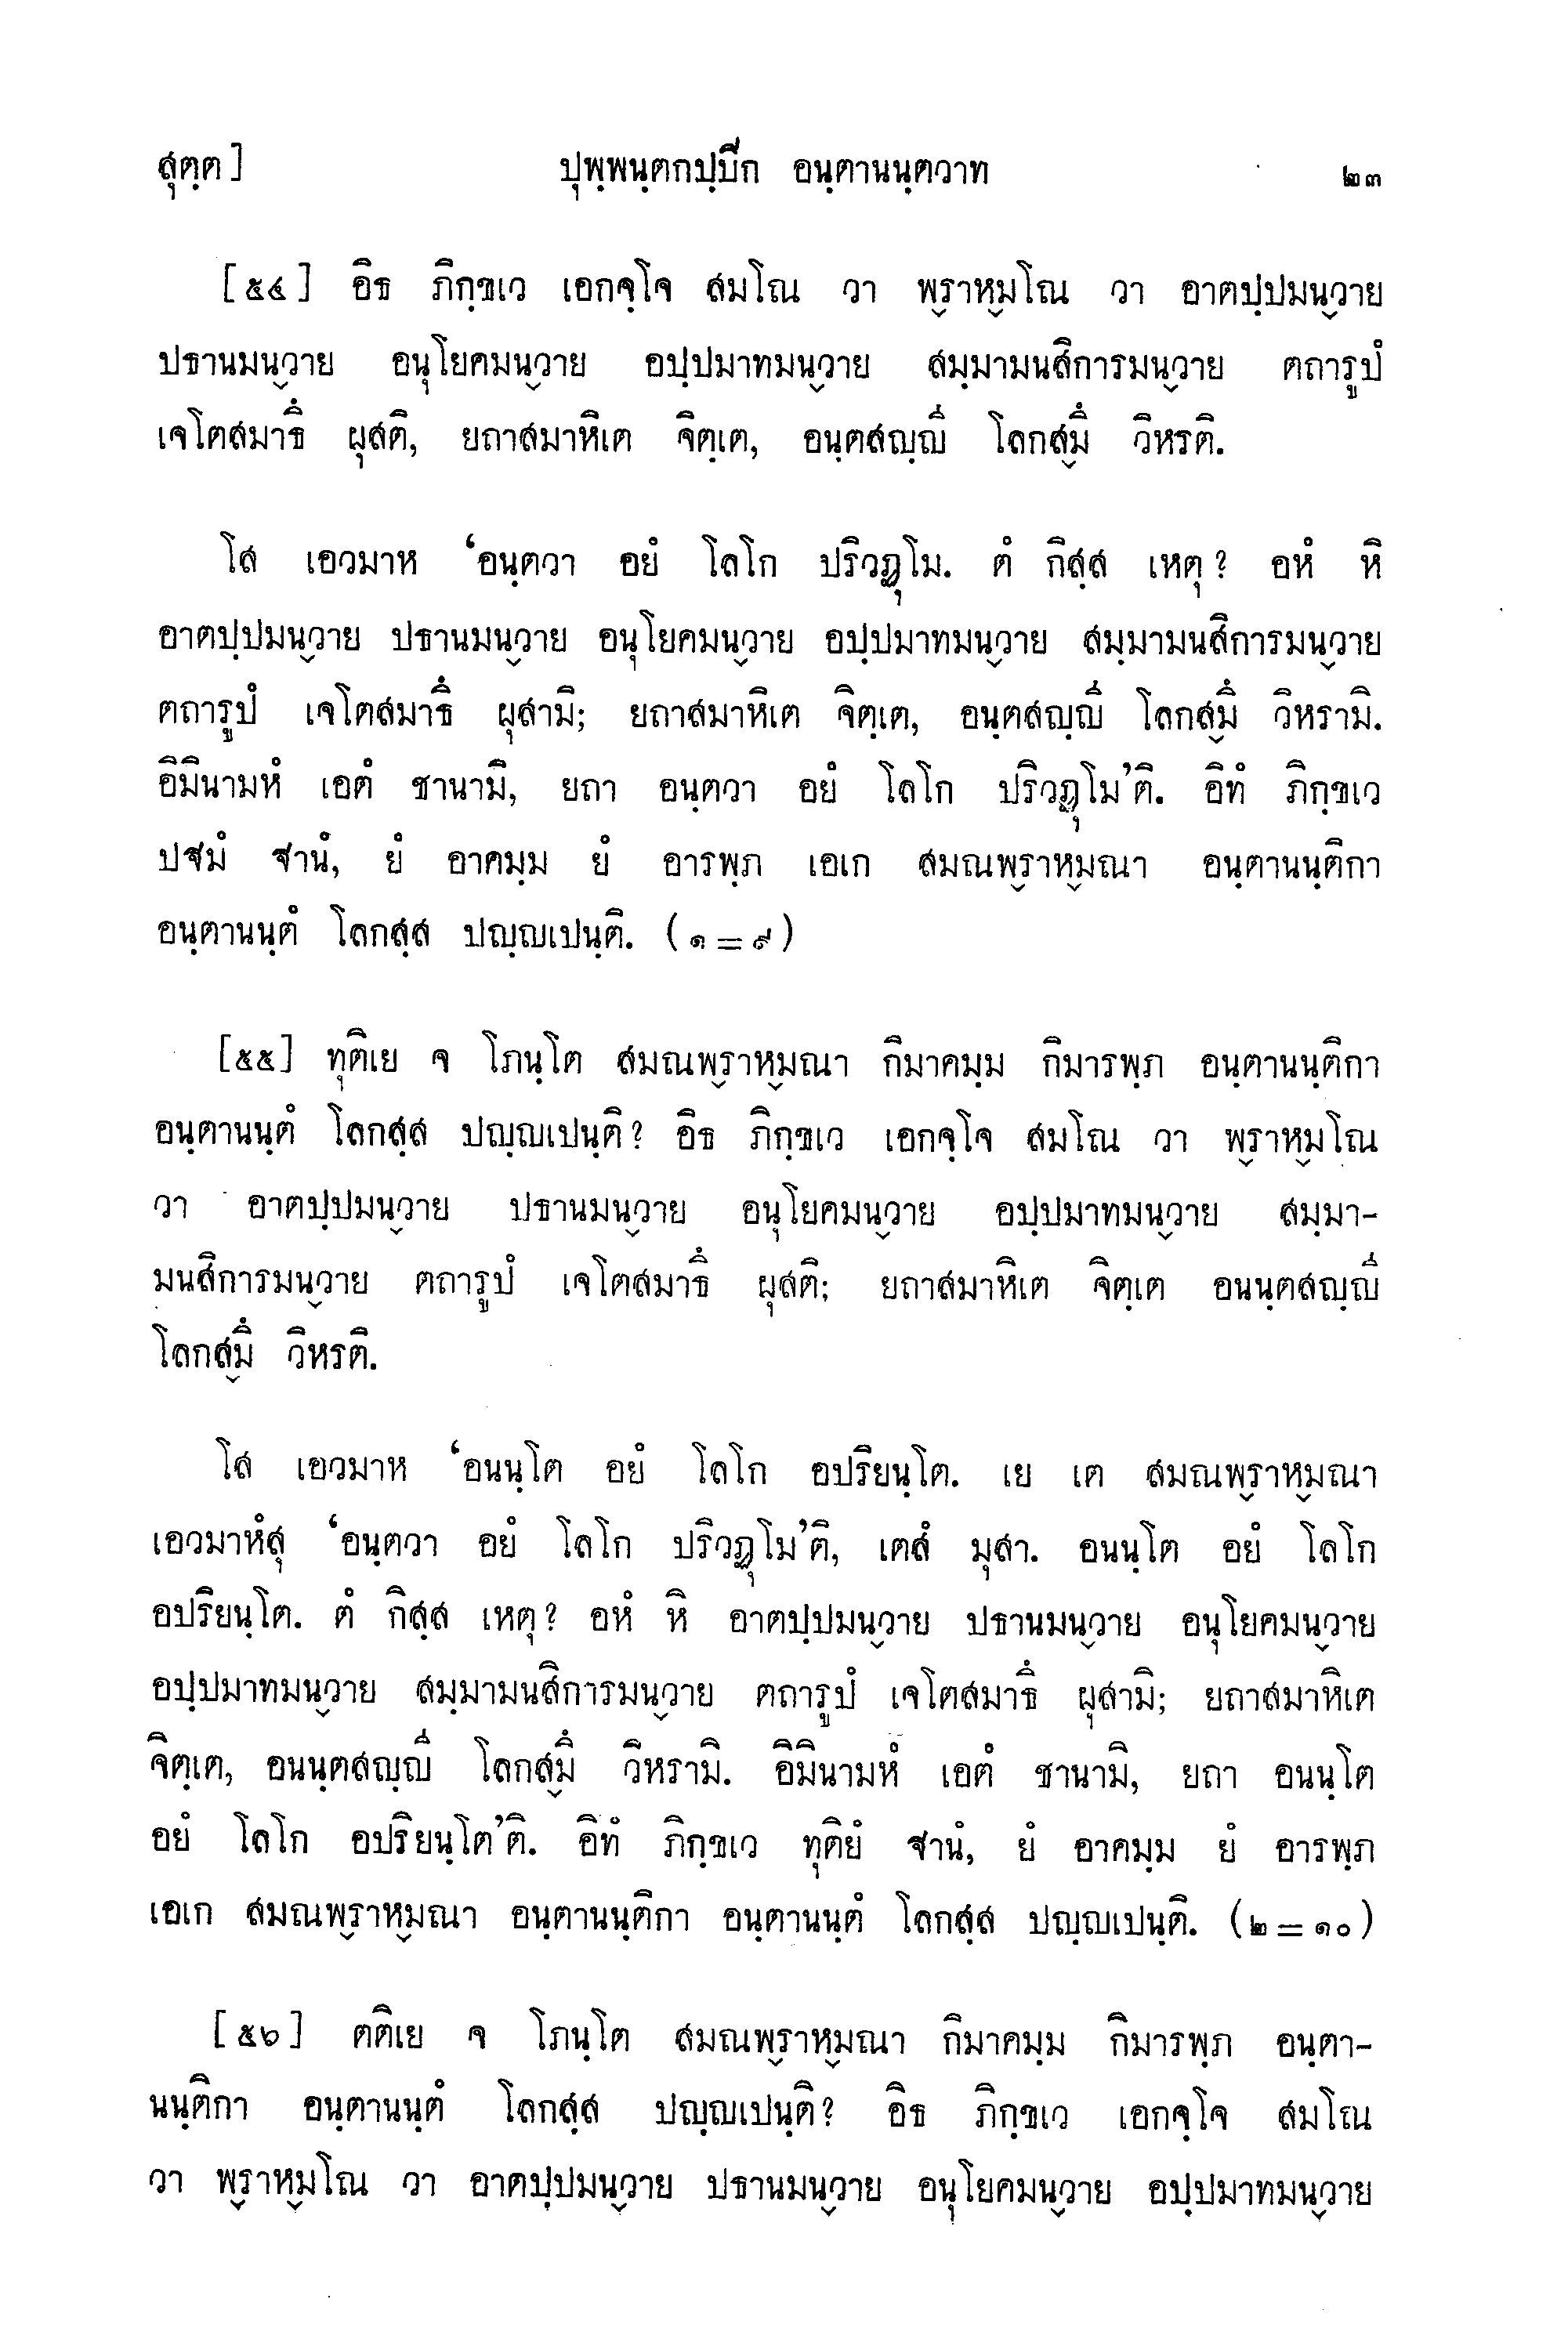 สุตฺต] ปุพฺพนฺตกปฺปีก อนฺตานนฺตวาท ๒๓
[๕๔] อิธ ภิกฺขเว เอกจฺโจ สมโณ วา พ๎ราห๎มโณ วา อาตปฺปมน๎วาย
ปธานมน๎วาย อนุโยคมน๎วาย อปฺปมาทมน๎วาย สมฺมามนสิการมน๎วาย ตถารูปํ
เจโตสมาธิํ ผุสติ, ยถาสมาหิเต จิตฺเต, อนฺตสญฺญิํ โลกส๎มิํ วิหรติ.
โส เอวมาห ‘อนฺตวา อยํ โลโก ปริวฏุโม. ตํ กิสฺส เหตุ? อหํ หิ
อาตปฺปมน๎วาย ปธานมน๎วาย อนุโยคมน๎วาย อปฺปมาทมน๎วาย สมฺมามนสิการมน๎วาย
ตถารูปํ เจโตสมาธิํ ผุสามิ; ยถาสมาหิเต จิตฺเต, อนฺตสญฺญิํ โลกส๎มิํ วิหรามิ.
อิมินามหํ เอตํ ชานามิ, ยถา อนฺตวา อยํ โลโก ปริวฏุโม’ติ. อิทํ ภิกฺขเว
ปฐมํ ฐานํ, ยํ อาคมฺม ยํ อารพฺภ เอเก สมณพ๎ราห๎มณา อนฺตานนฺติกา
อนฺตานนฺตํ โลกสฺส ปญฺญเปนฺติ. (๑=๙)
[๕๕] ทุติเย จ โภนฺโต สมณพ๎ราห๎มณา กิมาคมฺม กิมารพฺภ อนฺตานนฺติกา
อนฺตานนฺตํ โลกสฺส ปญฺญเปนฺติ? อิธ ภิกฺขเว เอกจฺโจ สมโณ วา พ๎ราห๎มโณ
วา อาตปฺปมน๎วาย ปธานมน๎วาย อนุโยคมน๎วาย อปฺปมาทมน๎วาย สมฺมา-
มนสิการมน๎วาย ตถารูปํ เจโตสมาธิํ ผุสติ; ยถาสมาหิเต จิตฺเต อนนฺตสญฺญิํ
โลกส๎มิํ วิหรติ.
โส เอวมาห ‘อนนฺโต อยํ โลโก อปริยนฺโต. เย เต สมณพ๎ราห๎มณา
เอวมาหํสุ ‘อนฺตวา อยํ โลโก ปริวฏุโม’ติ, เตสํ มุสา. อนนฺโต อยํ โลโก
อปริยนฺโต. ตํ กิสฺส เหตุ? อหํ หิ อาตปฺปมน๎วาย ปธานมน๎วาย อนุโยคมน๎วาย
อปฺปมาทมน๎วาย สมฺมามนสิการมน๎วาย ตถารูปํ เจโตสมาธิํ ผุสามิ; ยถาสมาหิเต
จิตฺเต, อนนฺตสญฺญิํ โลกส๎มิํ วิหรามิ. อิมินามหํ เอตํ ชานามิ, ยถา อนนฺโต
อยํ โลโก อปริยนฺโต’ติ. อิทํ ภิกฺขเว ทุติยํ ฐานํ, ยํ อาคมฺม ยํ อารพฺภ
เอเก สมณพ๎ราห๎มณา อนฺตานนฺติกา อนฺตานนฺตํ โลกสฺส ปญฺญเปนฺติ. (๒=๑๐)
[๕๖] ตติเย จ โภนฺโต สมณพ๎ราห๎มณา กิมาคมฺม กิมารพฺภ อนฺตา-
นนฺติกา อนฺตานนฺตํ โลกสฺส ปญฺญเปนฺติ? อิธ ภิกฺขเว เอกจฺโจ สมโณ
วา พ๎ราห๎มโณ วา อาตปฺปมน๎วาย ปธานมน๎วาย อนุโยคมน๎วาย อปฺปมาทมน๎วาย